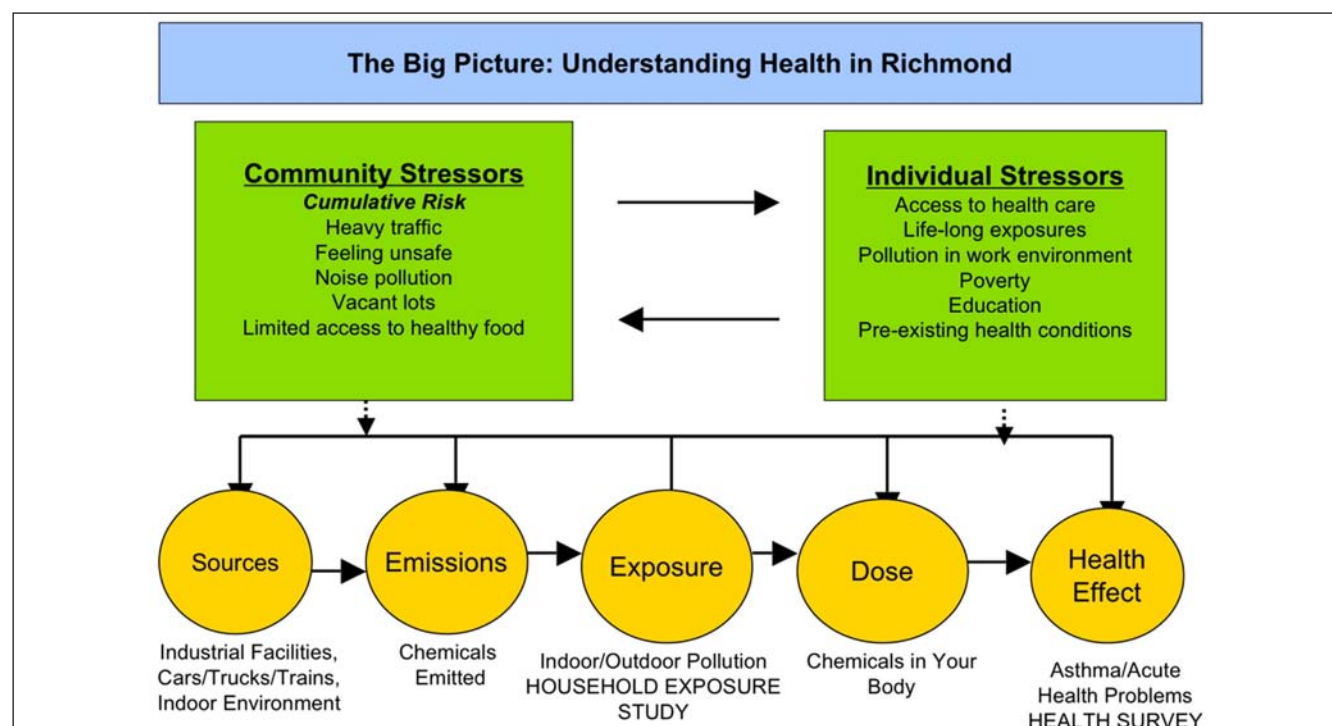 The Big Picture: Understanding Health in Richmond
Community Stressors
Cumulative Risk
Heavy traffic
Feeling unsafe
Noise pollution
Vacant lots
Limited access to healthy food
Individual Stressors
Access to health care
Life-long exposures
Pollution in work environment
Poverty
Education
Pre-existing health conditions
Sources
Emissions
Exposure
Dose
Health
Effect
Industrial Facilities,
Cars/Trucks/Trains,
Indoor Environment
Chemicals
Emitted
Indoor/Outdoor Pollution
HOUSEHOLD EXPOSURE
STUDY
Chemicals in Your
Body
Asthma/Acute
Health Problems
HEALTH SURVEY